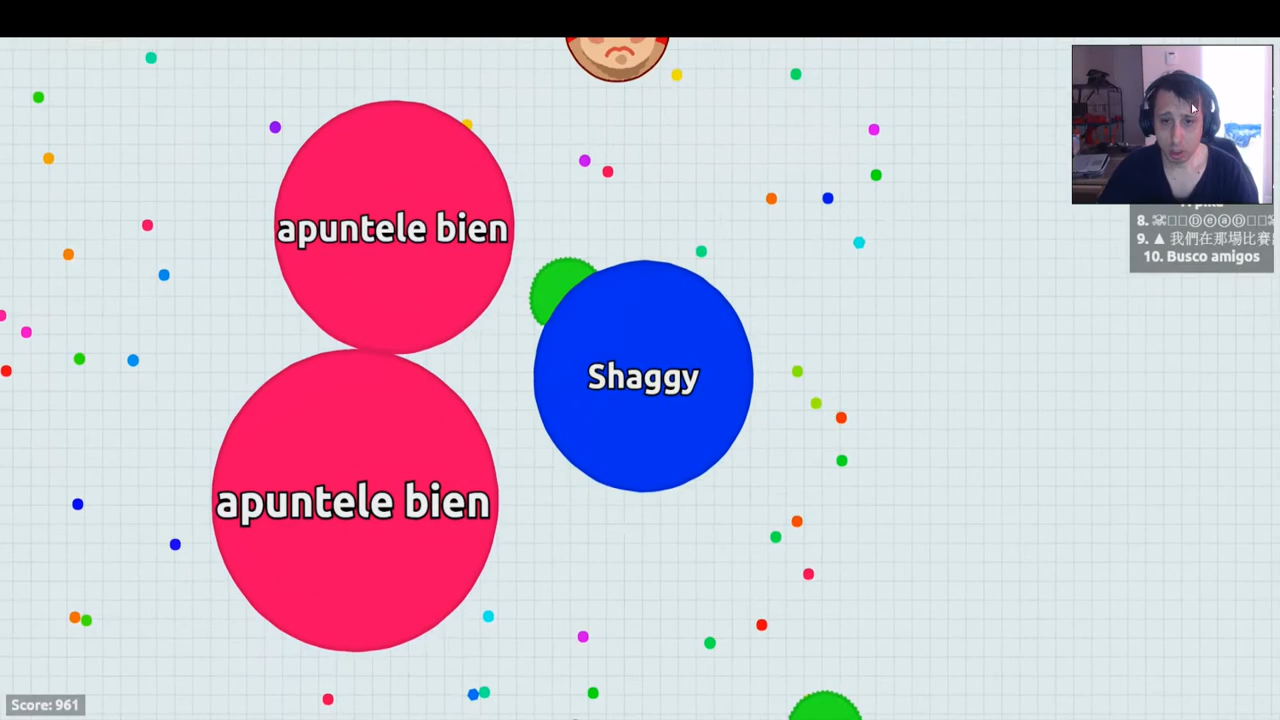 apuntele bien
8. ☠□□ⒹⓔⓐⒹ□□☠
9. ▲ 我們在那場比賽
10. Busco amigos
Shaggy
apuntele bien
Score: 961